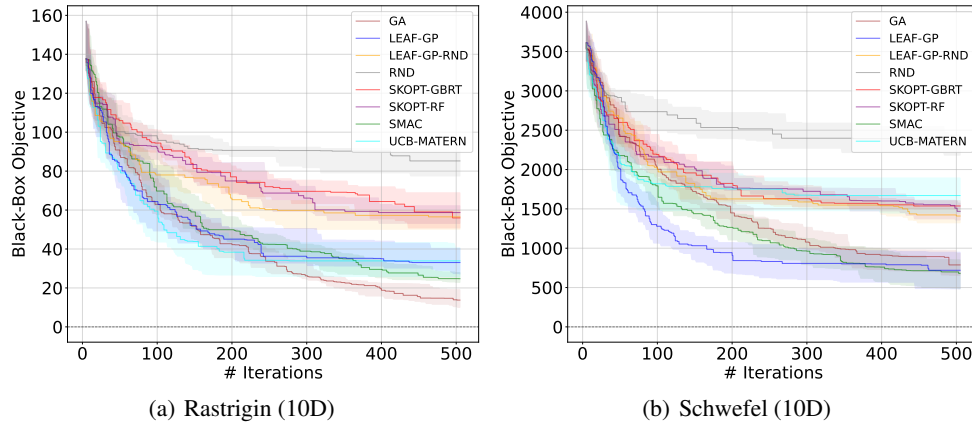 160
140
120
100
80
60
40
20
0
Black-Box Objective
GA
LEAF-GP
LEAF-GP-RND
RND
SKOPT-GBRT
SKOPT-RF
SMAC
UCB-MATERN
0 100 200 300 400 500
# Iterations
(a) Rastrigin (10D)
4000
3500
3000
2500
2000
1500
1000
500
0
Black-Box Objective
GA
LEAF-GP
LEAF-GP-RND
RND
SKOPT-GBRT
SKOPT-RF
SMAC
UCB-MATERN
0 100 200 300 400 500
# Iterations
(b) Schwefel (10D)